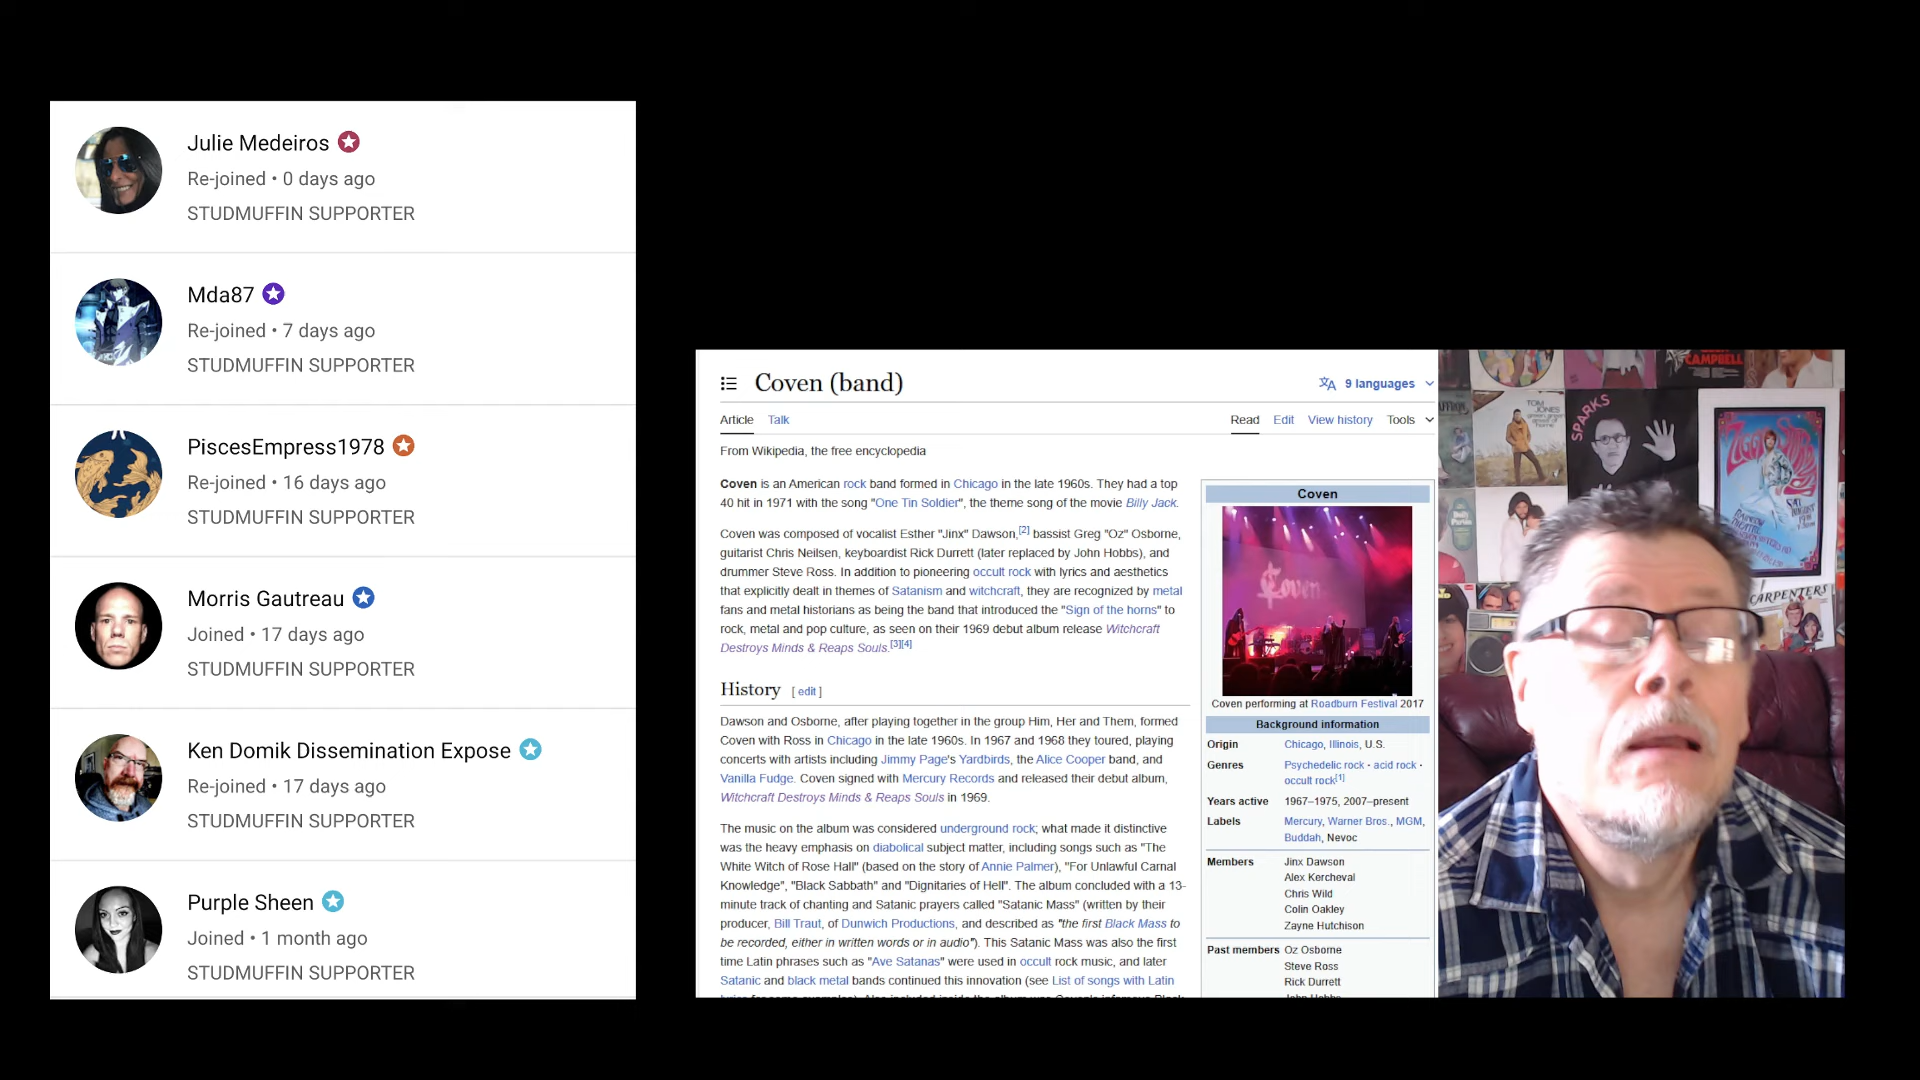 Julie Medeiros
Re-joined • 0 days ago
STUDMUFFIN SUPPORTER
Mda87
Re-joined • 7 days ago
STUDMUFFIN SUPPORTER
PiscesEmpress1978
Re-joined • 16 days ago
STUDMUFFIN SUPPORTER
Morris Gautreau
Joined • 17 days ago
STUDMUFFIN SUPPORTER
Ken Domik Dissemination Expose
Re-joined • 17 days ago
STUDMUFFIN SUPPORTER
Purple Sheen
Joined • 1 month ago
STUDMUFFIN SUPPORTER
Coven (band)
9 languages
Article Talk
Read Edit View history Tools
From Wikipedia, the free encyclopedia
Coven is an American rock band formed in Chicago in the late 1960s. They had a top
40 hit in 1971 with the song "One Tin Soldier", the theme song of the movie Billy Jack.
Coven was composed of vocalist Esther "Jinx" Dawson,[2] bassist Greg "Oz" Osborne,
guitarist Chris Neilsen, keyboardist Rick Durrett (later replaced by John Hobbs), and
drummer Steve Ross. In addition to pioneering occult rock with lyrics and aesthetics
that explicitly dealt in themes of Satanism and witchcraft, they are recognized by metal
fans and metal historians as being the band that introduced the "Sign of the horns" to
rock, metal and pop culture, as seen on their 1969 debut album release Witchcraft
Destroys Minds & Reaps Souls.[3][4]
History [ edit ]
Dawson and Osborne, after playing together in the group Him, Her and Them, formed
Coven with Ross in Chicago in the late 1960s. In 1967 and 1968 they toured, playing
concerts with artists including Jimmy Page's Yardbirds, the Alice Cooper band, and
Vanilla Fudge. Coven signed with Mercury Records and released their debut album,
Witchcraft Destroys Minds & Reaps Souls in 1969.
The music on the album was considered underground rock; what made it distinctive
was the heavy emphasis on diabolical subject matter, including songs such as "The
White Witch of Rose Hall" (based on the story of Annie Palmer), "For Unlawful Carnal
Knowledge", "Black Sabbath" and "Dignitaries of Hell". The album concluded with a 13-
minute track of chanting and Satanic prayers called "Satanic Mass" (written by their
producer, Bill Traut, of Dunwich Productions, and described as "the first Black Mass to
be recorded, either in written words or in audio"). This Satanic Mass was also the first
time Latin phrases such as "Ave Satanas" were used in occult rock music, and later
Satanic and black metal bands continued this innovation (see List of songs with Latin
Coven
Coven
Coven performing at Roadburn Festival 2017
Background information
Origin Chicago, Illinois, U.S.
Genres Psychedelic rock · acid rock ·
occult rock[1]
Years active 1967–1975, 2007–present
Labels Mercury, Warner Bros., MGM,
Buddah, Nevoc
Members Jinx Dawson
Alex Kercheval
Chris Wild
Colin Oakley
Zayne Hutchison
Past members Oz Osborne
Steve Ross
Rick Durrett
CAMPBELL
TOM
JONES
SPARKS
ZIGGY
CARPENTERS